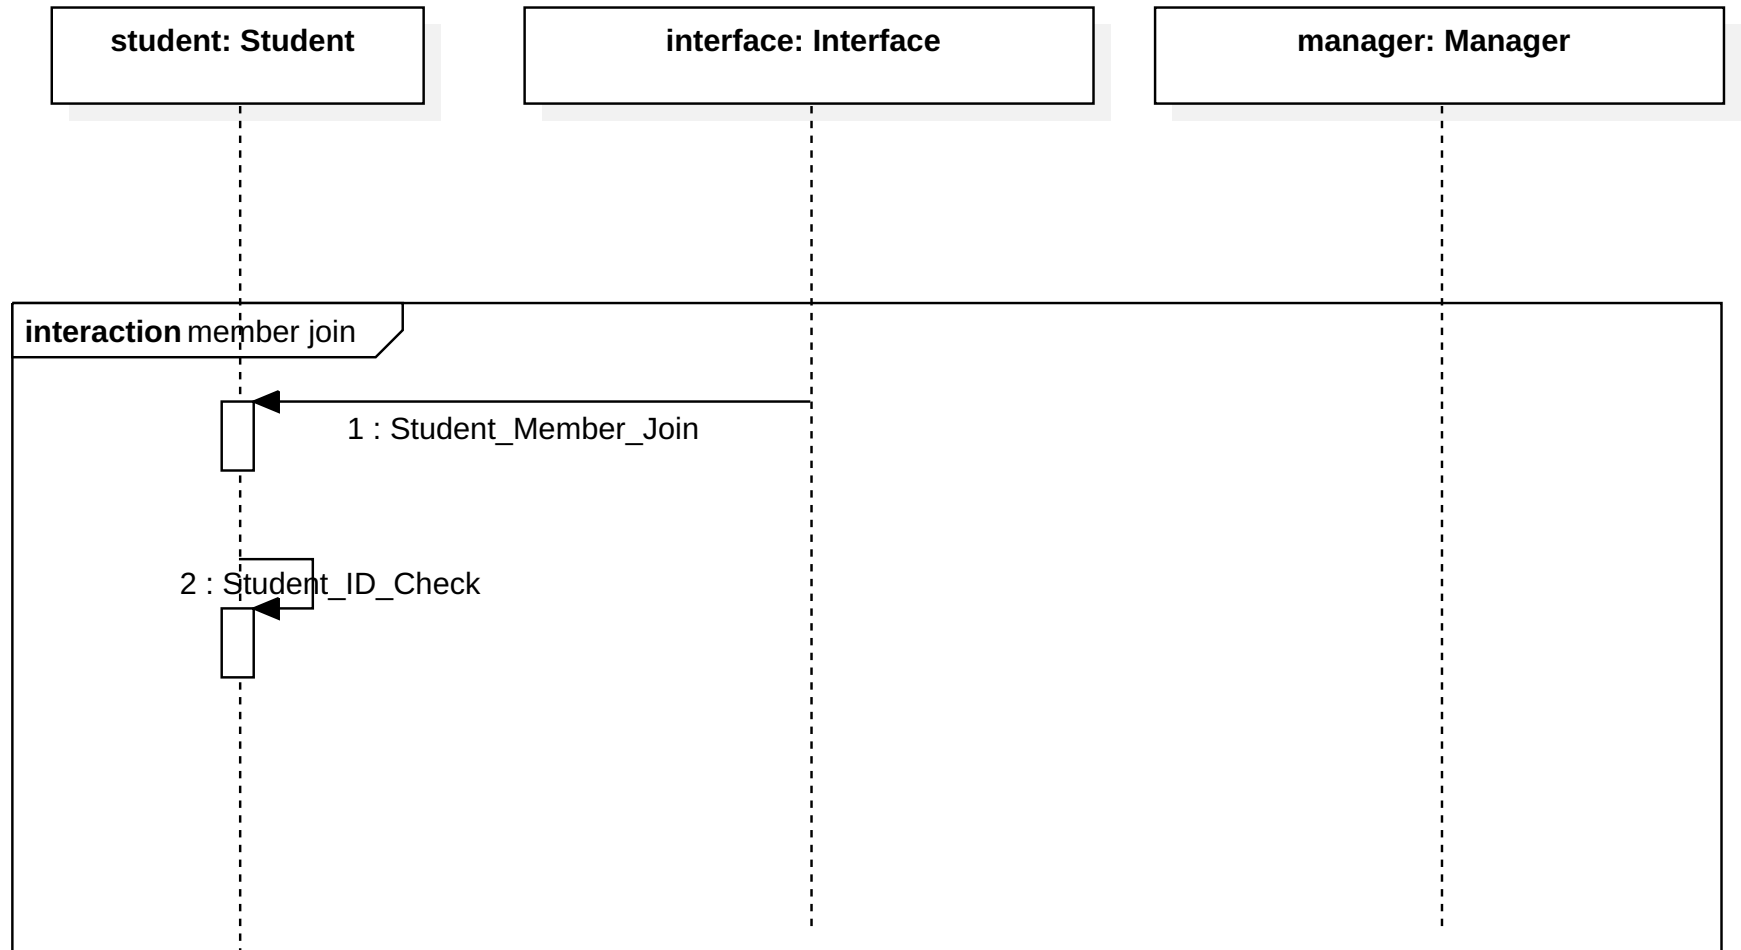 student: Student
interface: Interface
manager: Manager
interaction member join
1 : Student_Member_Join
2 : Student_ID_Check